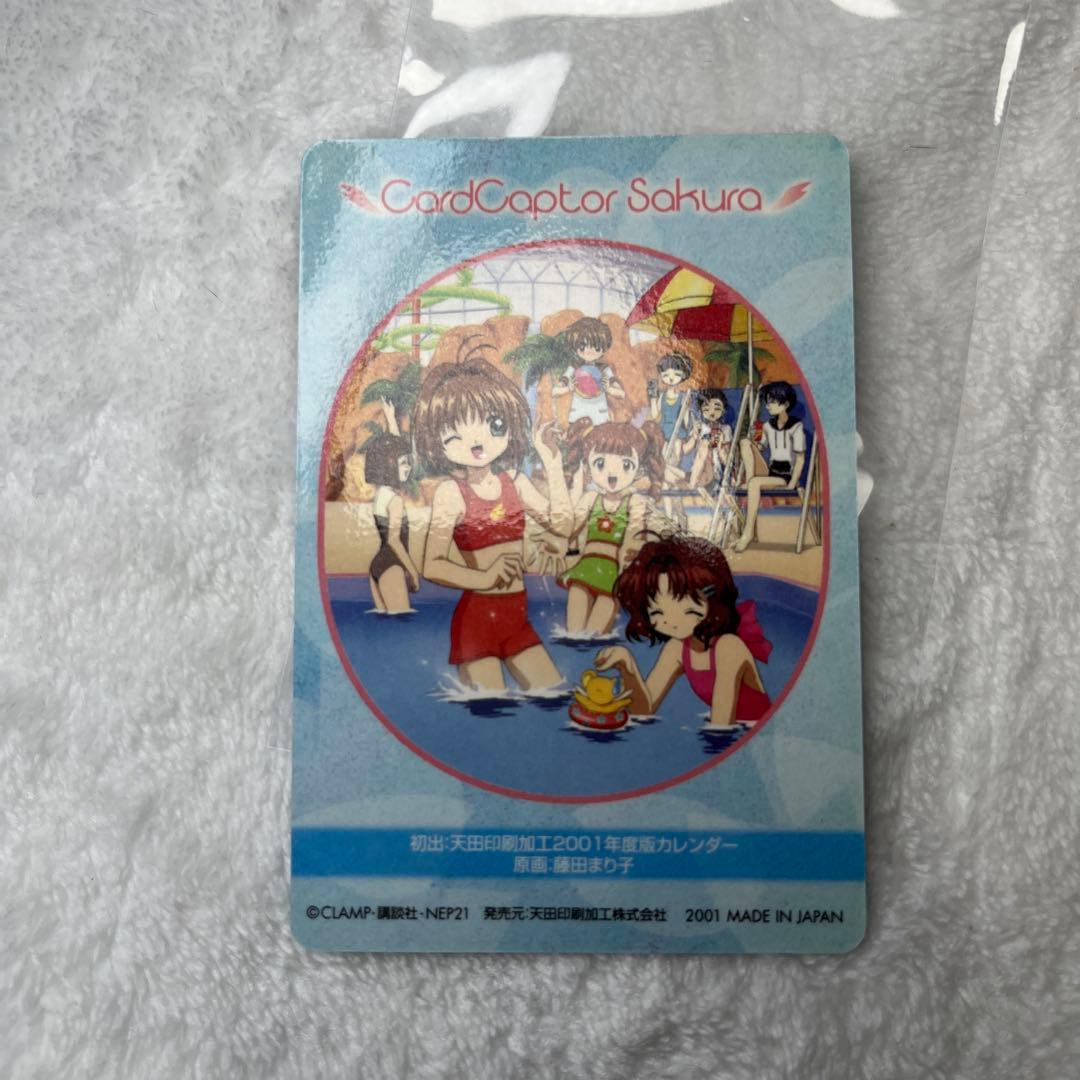 CardCaptor Sakura
初出:天田印刷加工2001年度版カレンダー
原画:藤田まり子
©CLAMP・講談社・NEP21 発売元:天田印刷加工株式会社 2001 MADE IN JAPAN